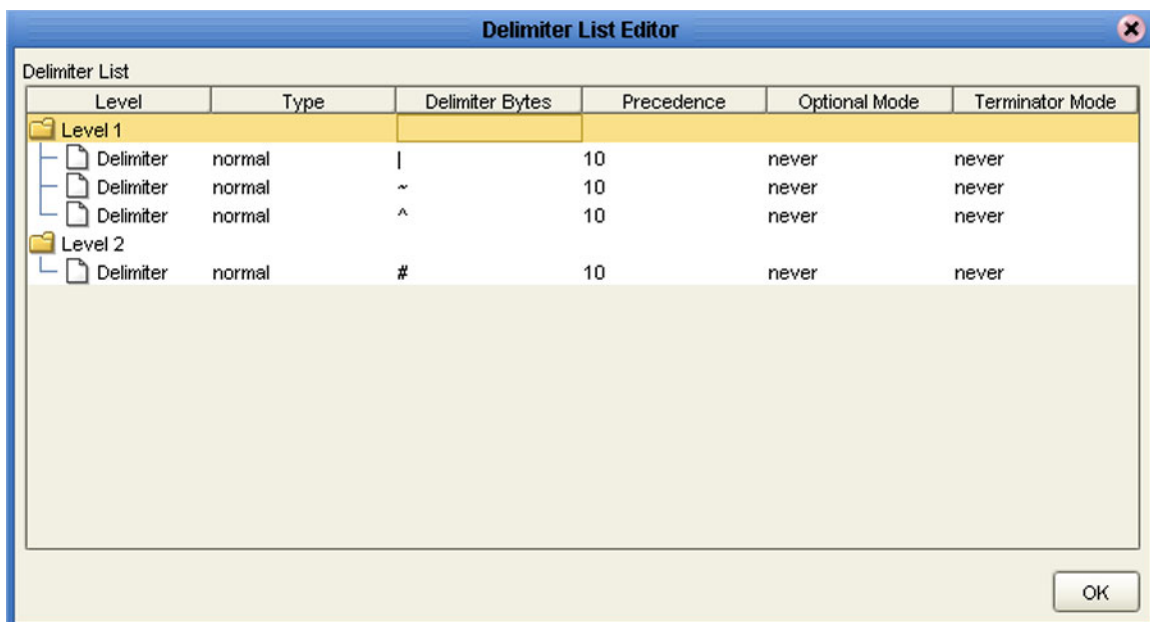 Delimiter List Editor
Delimiter List
Level Type Delimiter Bytes Precedence Optional Mode Terminator Mode
Level 1
Delimiter normal | 10 never never
Delimiter normal ~ 10 never never
Delimiter normal ^ 10 never never
Level 2
Delimiter normal # 10 never never
OK